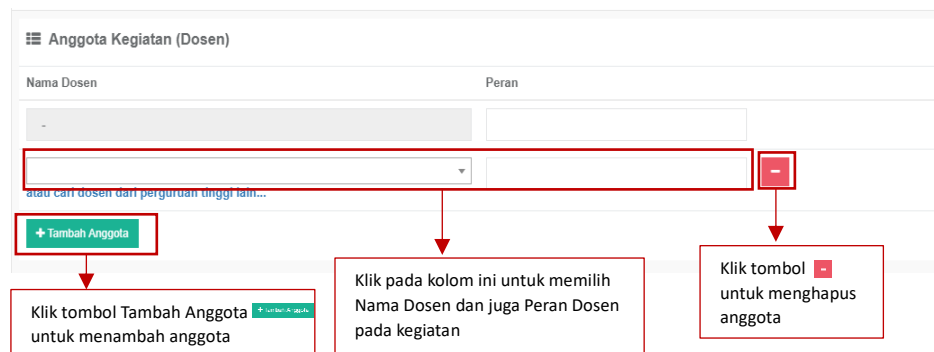 Anggota Kegiatan (Dosen)
Nama Dosen Peran
-
atau cari dosen dari perguruan tinggi lain...
+ Tambah Anggota
Klik tombol Tambah Anggota + Tambah Anggota
untuk menambah anggota
Klik pada kolom ini untuk memilih
Nama Dosen dan juga Peran Dosen
pada kegiatan
Klik tombol -
untuk menghapus
anggota